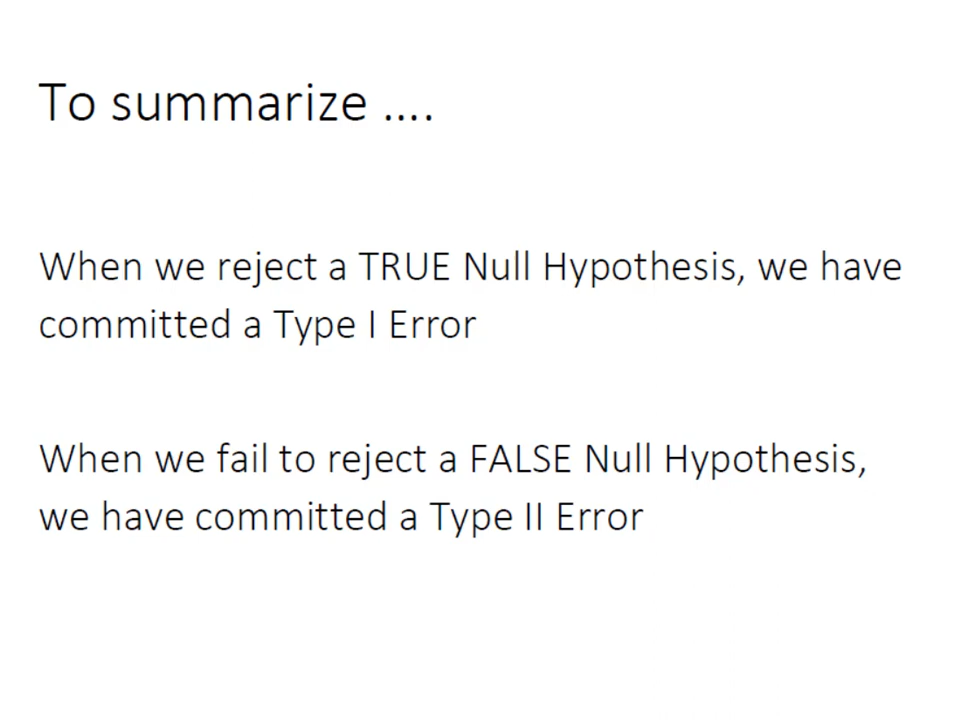 To summarize ....
When we reject a TRUE Null Hypothesis, we have
committed a Type I Error
When we fail to reject a FALSE Null Hypothesis,
we have committed a Type II Error